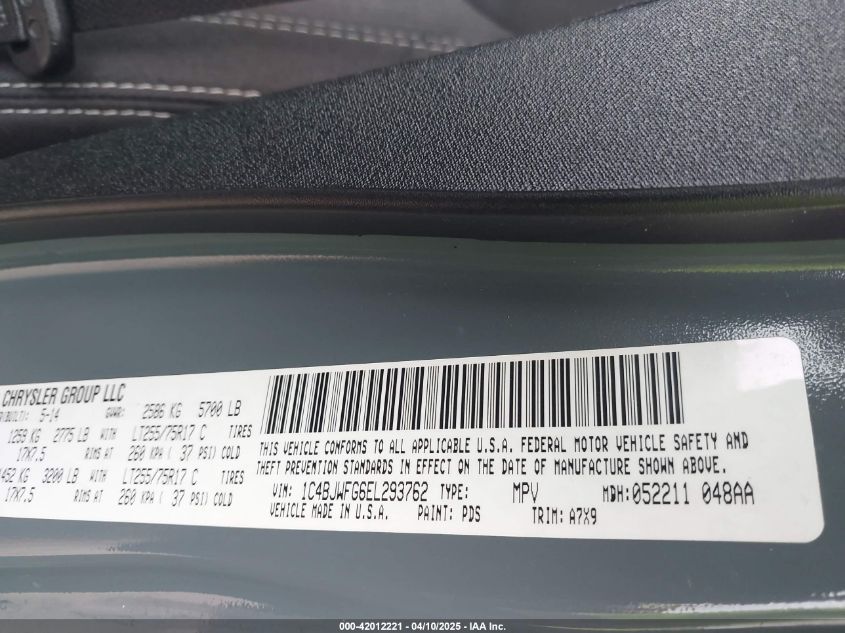 CHRYSLER GROUP LLC
BUILT): 5-14 GVWR: 2586 KG 5700 LB
1259 KG 2775 LB WITH LT255/75R17 C TIRES
17X7.5 RIMS AT 260 KPA ( 37 PSI) COLD
1452 KG 3200 LB WITH LT255/75R17 C TIRES
17X7.5 RIMS AT 260 KPA ( 37 PSI) COLD
THIS VEHICLE CONFORMS TO ALL APPLICABLE U.S.A. FEDERAL MOTOR VEHICLE SAFETY AND
THEFT PREVENTION STANDARDS IN EFFECT ON THE DATE OF MANUFACTURE SHOWN ABOVE.
VIN: 1C4BJWFG6EL293762 TYPE: MPV MDH:052211 048AA
VEHICLE MADE IN U.S.A. PAINT: PDS TRIM: A7X9
000-42012221 - 04/10/2025 - IAA Inc.